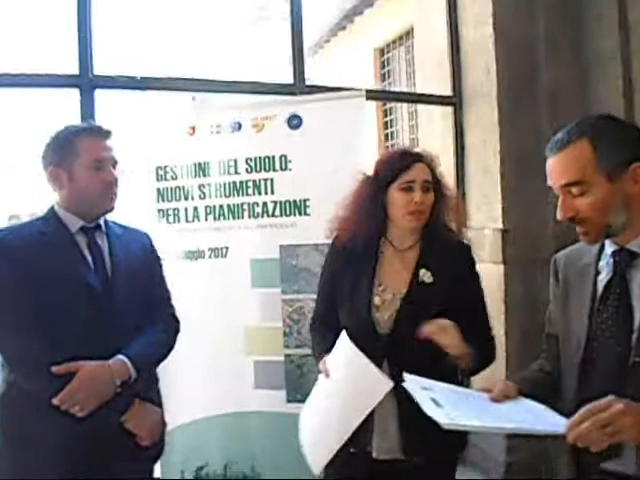 GESTIONE DEL SUOLO:
NUOVI STRUMENTI
PER LA PIANIFICAZIONE
maggio 2017